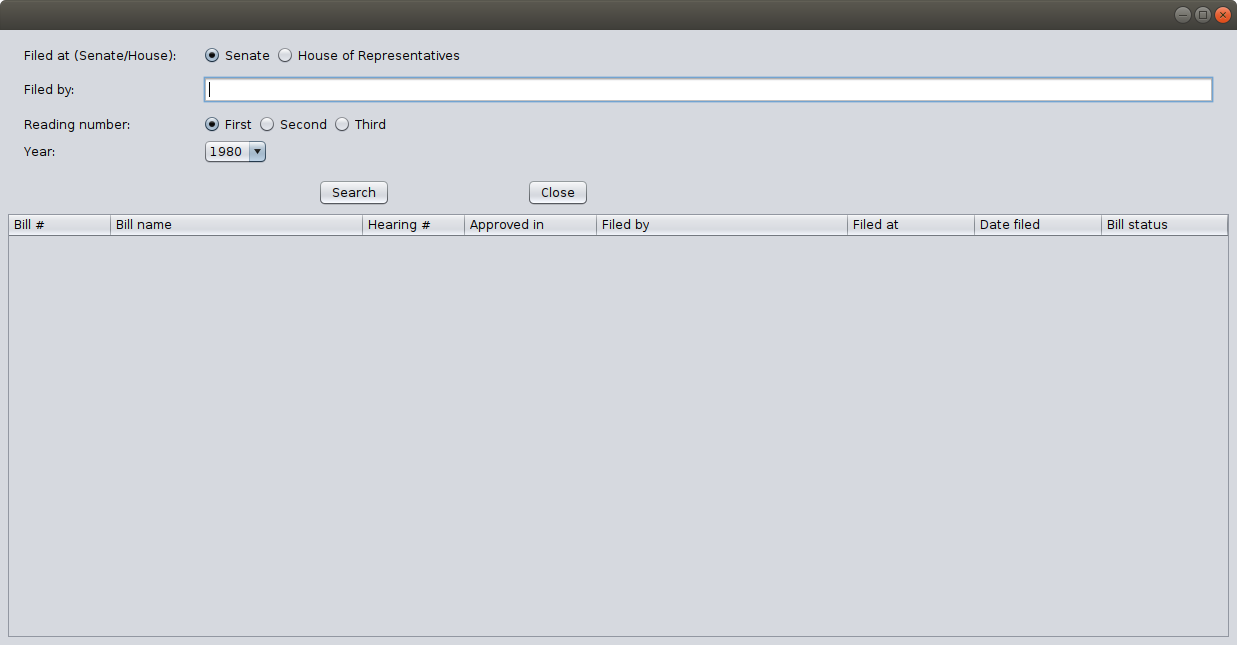 Filed at (Senate/House): Senate House of Representatives
Filed by:
Reading number: First Second Third
Year: 1980
Search Close
Bill # Bill name Hearing # Approved in Filed by Filed at Date filed Bill status